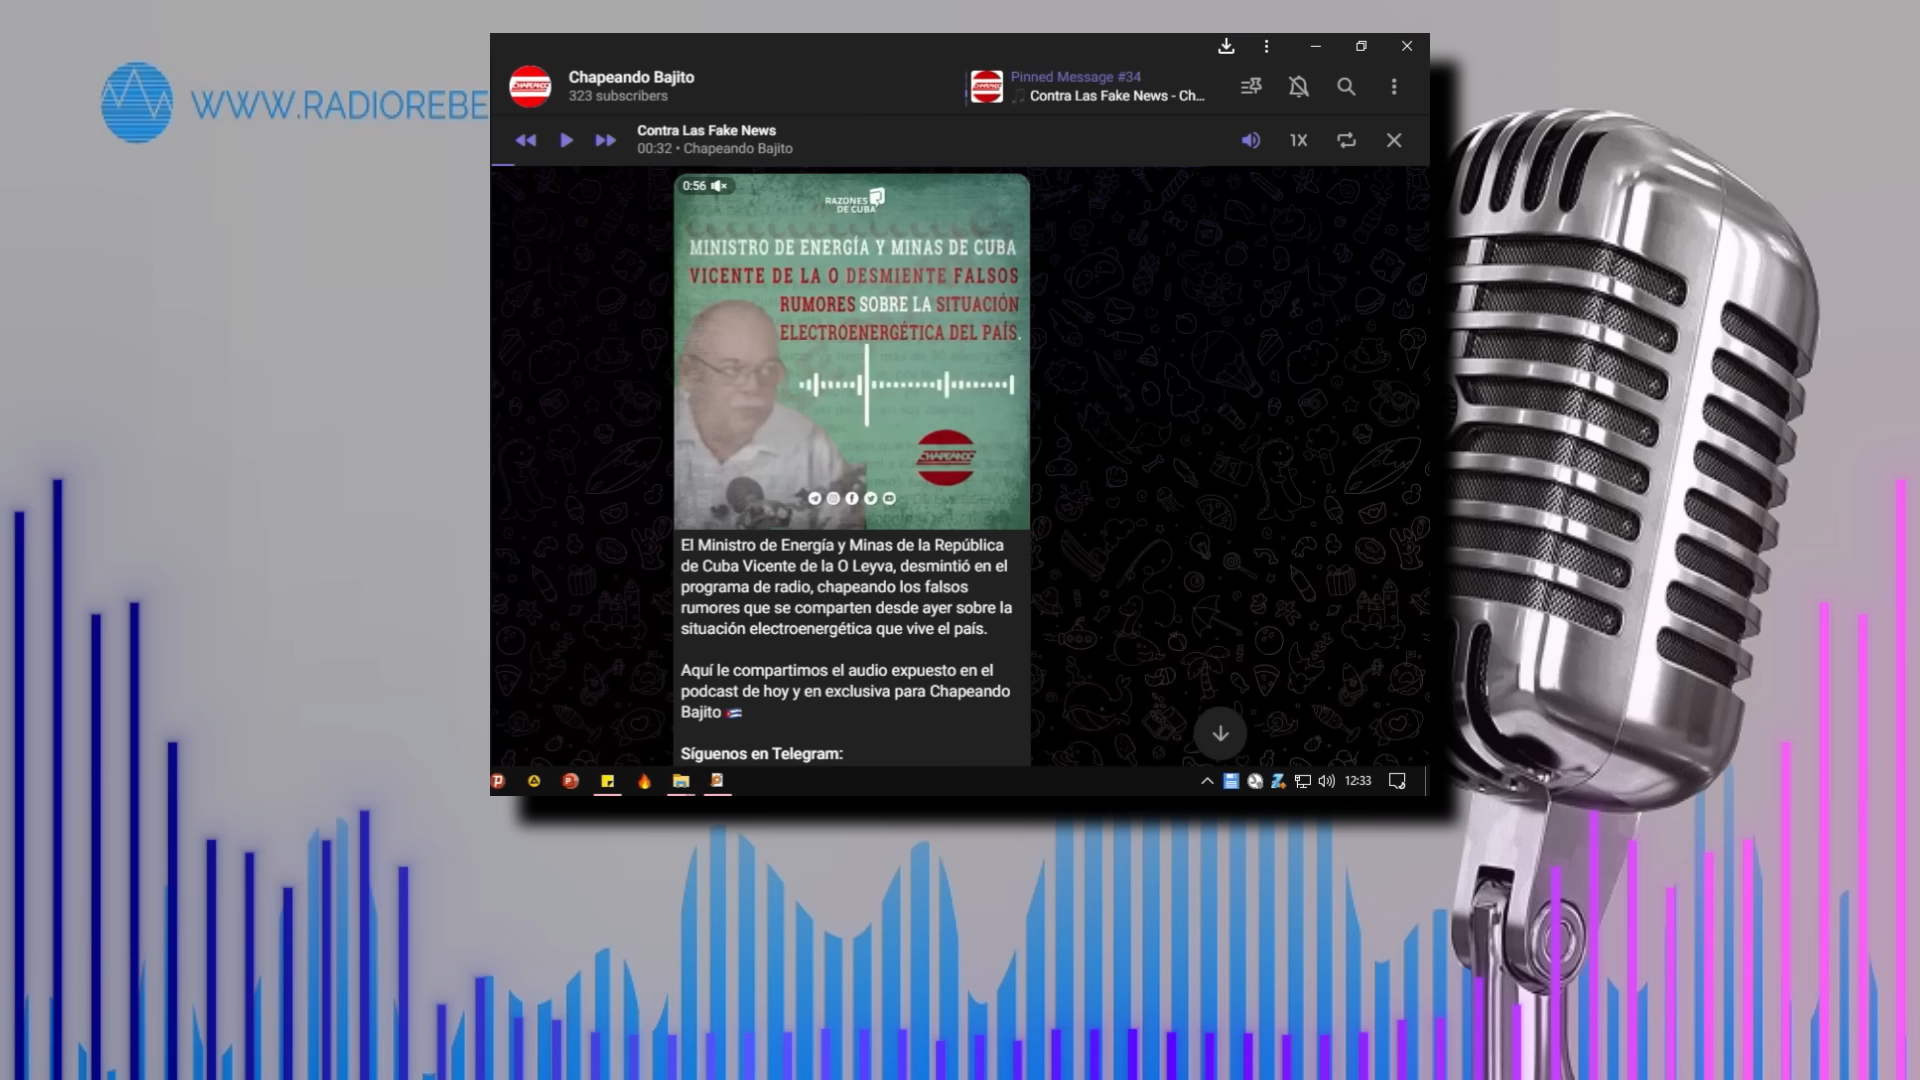 WWW.RADIOREBE
Chapeando Bajito
323 subscribers
Pinned Message #34
Contra Las Fake News - Ch...
Contra Las Fake News
00:32 • Chapeando Bajito
1X
0:56
RAZONES
DE CUBA
MINISTRO DE ENERGÍA Y MINAS DE CUBA
VICENTE DE LA O DESMIENTE FALSOS
RUMORES SOBRE LA SITUACIÓN
ELECTROENERGÉTICA DEL PAÍS.
CHAPEANDO
El Ministro de Energía y Minas de la República
de Cuba Vicente de la O Leyva, desmintió en el
programa de radio, chapeando los falsos
rumores que se comparten desde ayer sobre la
situación electroenergética que vive el país.
Aquí le compartimos el audio expuesto en el
podcast de hoy y en exclusiva para Chapeando
Bajito
Síguenos en Telegram:
12:33